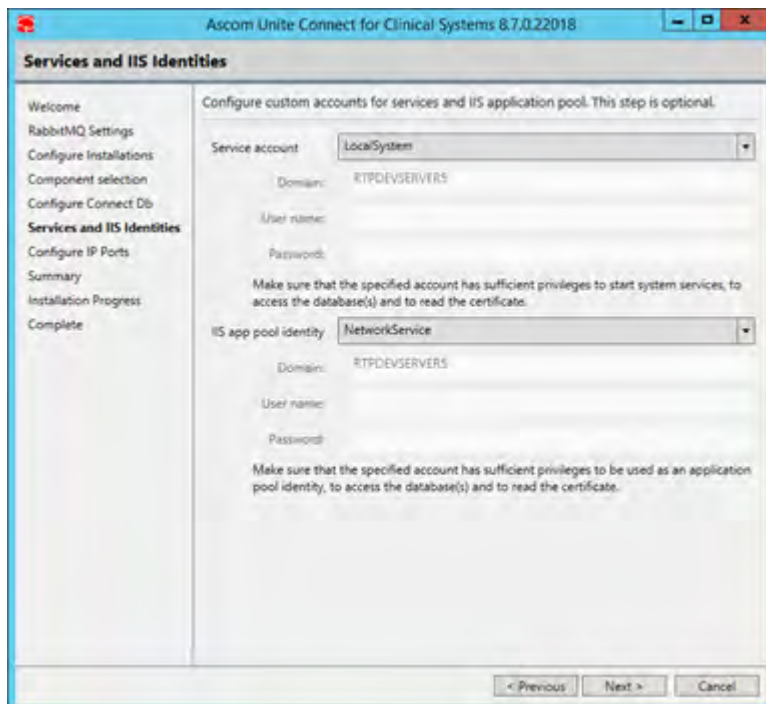 Ascom Unite Connect for Clinical Systems 8.7.0.22018
Services and IIS Identities
Welcome
RabbitMQ Settings
Configure Installations
Component selection
Configure Connect Db
Services and IIS Identities
Configure IP Ports
Summary
Installation Progress
Complete
Configure custom accounts for services and IIS application pool. This step is optional.
Service account LocalSystem
Domain: RTPDEVSERVER5
User name:
Password:
Make sure that the specified account has sufficient privileges to start system services, to
access the database(s) and to read the certificate.
IIS app pool identity NetworkService
Domain: RTPDEVSERVER5
User name:
Password:
Make sure that the specified account has sufficient privileges to be used as an application
pool identity, to access the database(s) and to read the certificate.
< Previous Next > Cancel